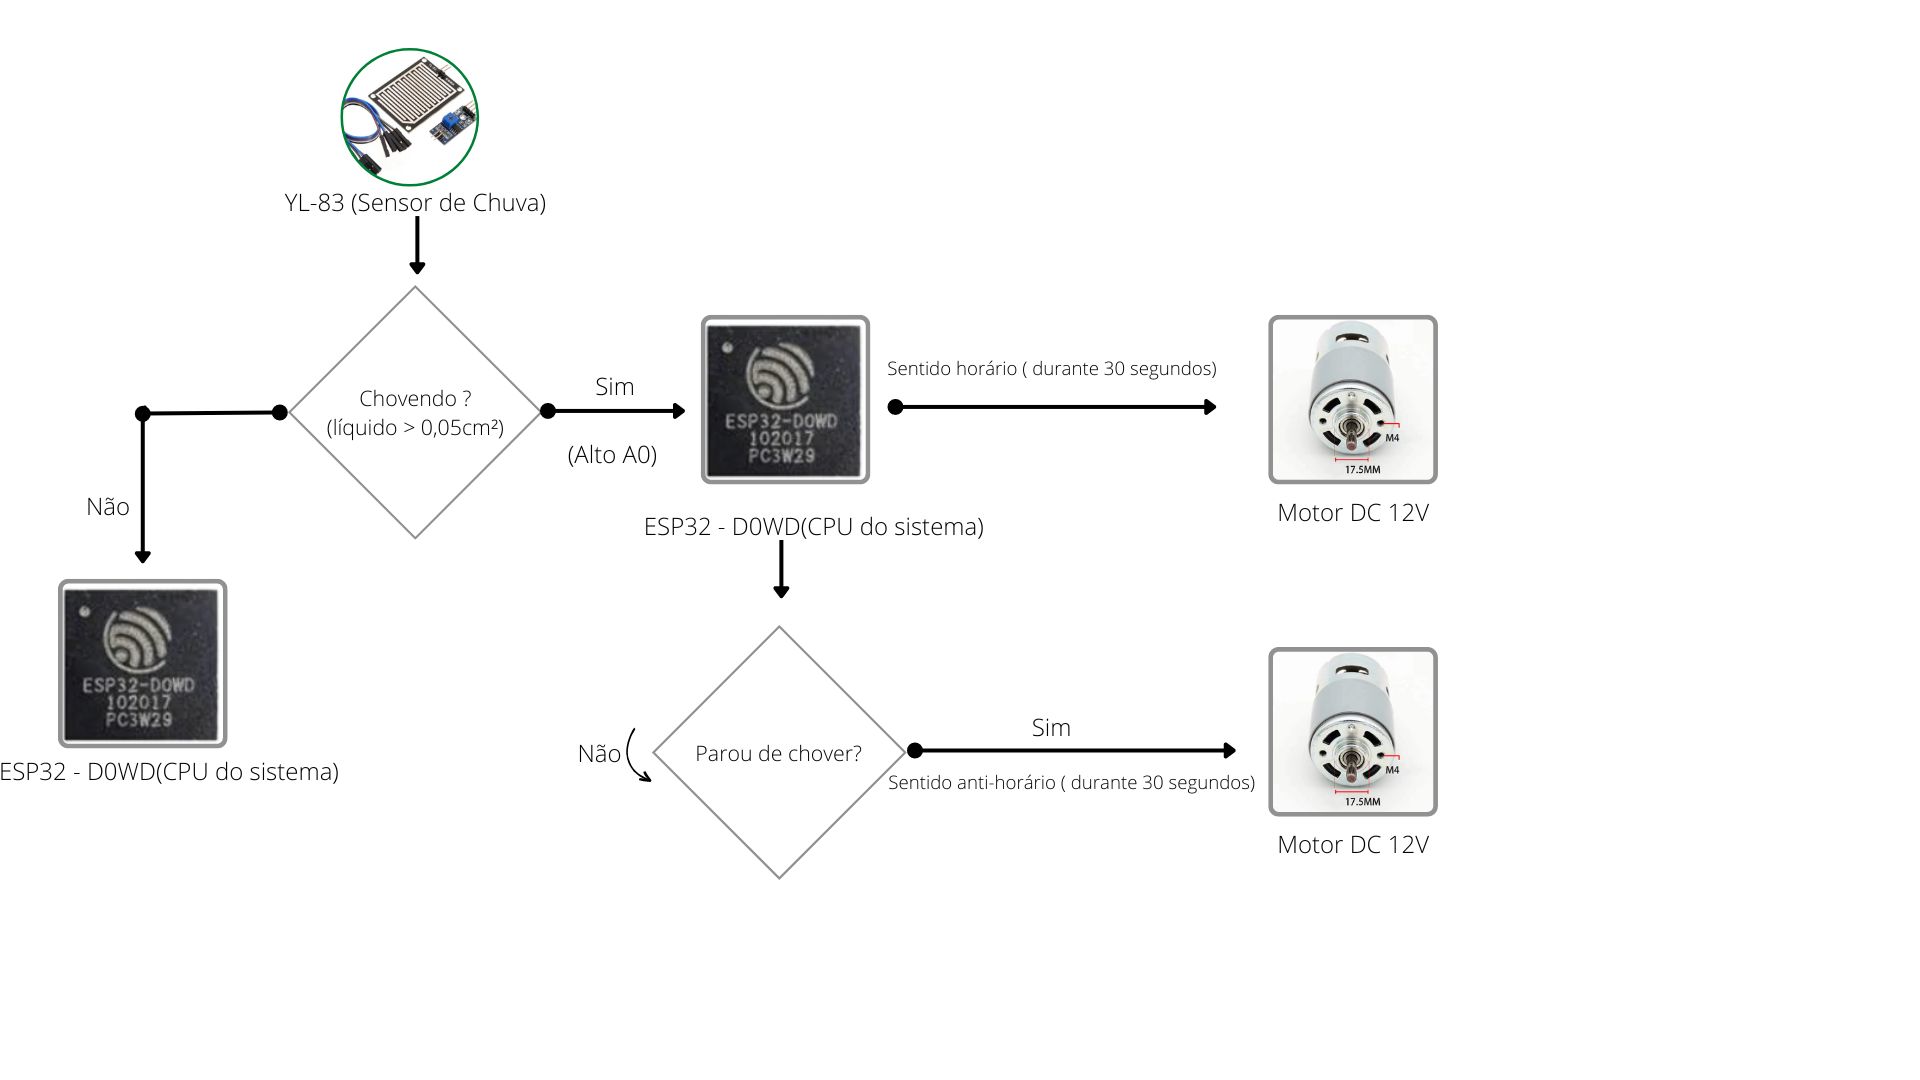 YL-83 (Sensor de Chuva)
Chovendo ?
(líquido > 0,05cm²)
Sim
(Alto A0)
ESP32-D0WD
102017
PC3W29
ESP32 - D0WD(CPU do sistema)
Sentido horário ( durante 30 segundos)
M4
17.5MM
Motor DC 12V
Não
ESP32-D0WD
102017
PC3W29
ESP32 - D0WD(CPU do sistema)
Parou de chover?
Não
Sim
Sentido anti-horário ( durante 30 segundos)
M4
17.5MM
Motor DC 12V